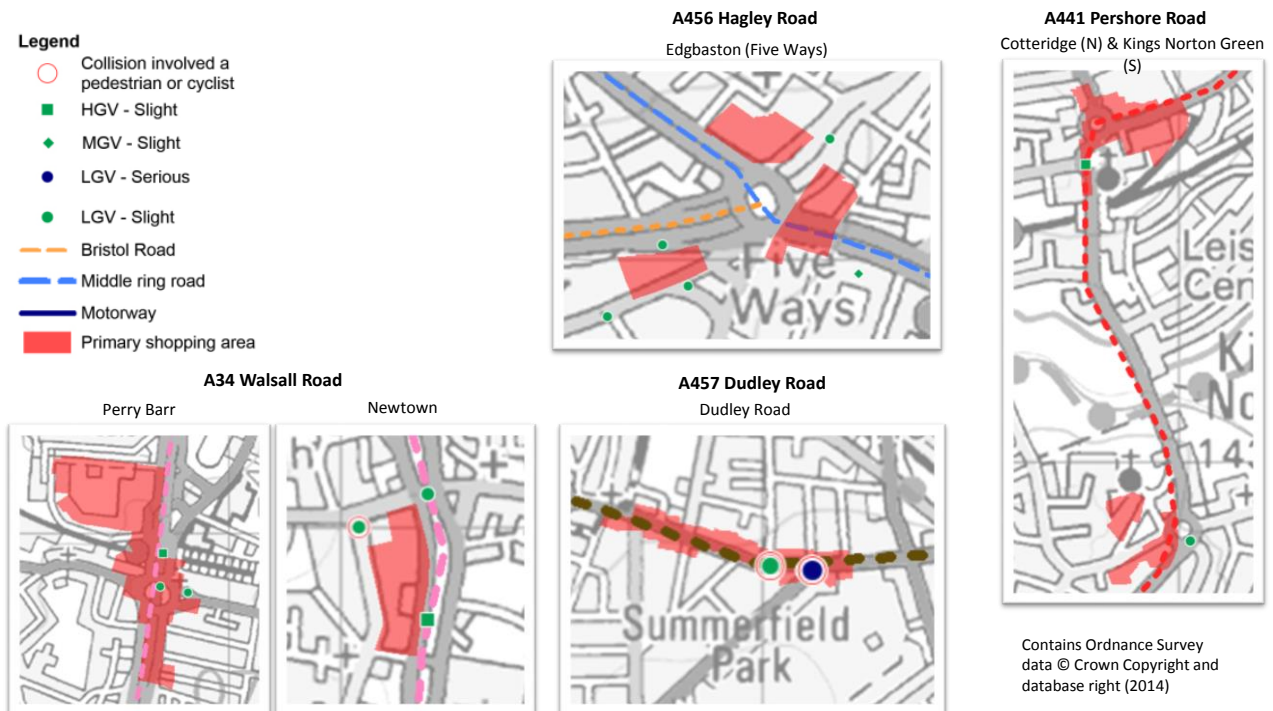 Legend
Collision involved a
pedestrian or cyclist
HGV - Slight
MGV - Slight
LGV - Serious
LGV - Slight
Bristol Road
Middle ring road
Motorway
Primary shopping area
A456 Hagley Road
Edgbaston (Five Ways)
Five
Ways
A441 Pershore Road
Cotteridge (N) & Kings Norton Green
(S)
Leis
Cen
Ki
No
143
A34 Walsall Road
Perry Barr
Newtown
A457 Dudley Road
Dudley Road
Summerfield
Park
Contains Ordnance Survey
data © Crown Copyright and
database right (2014)